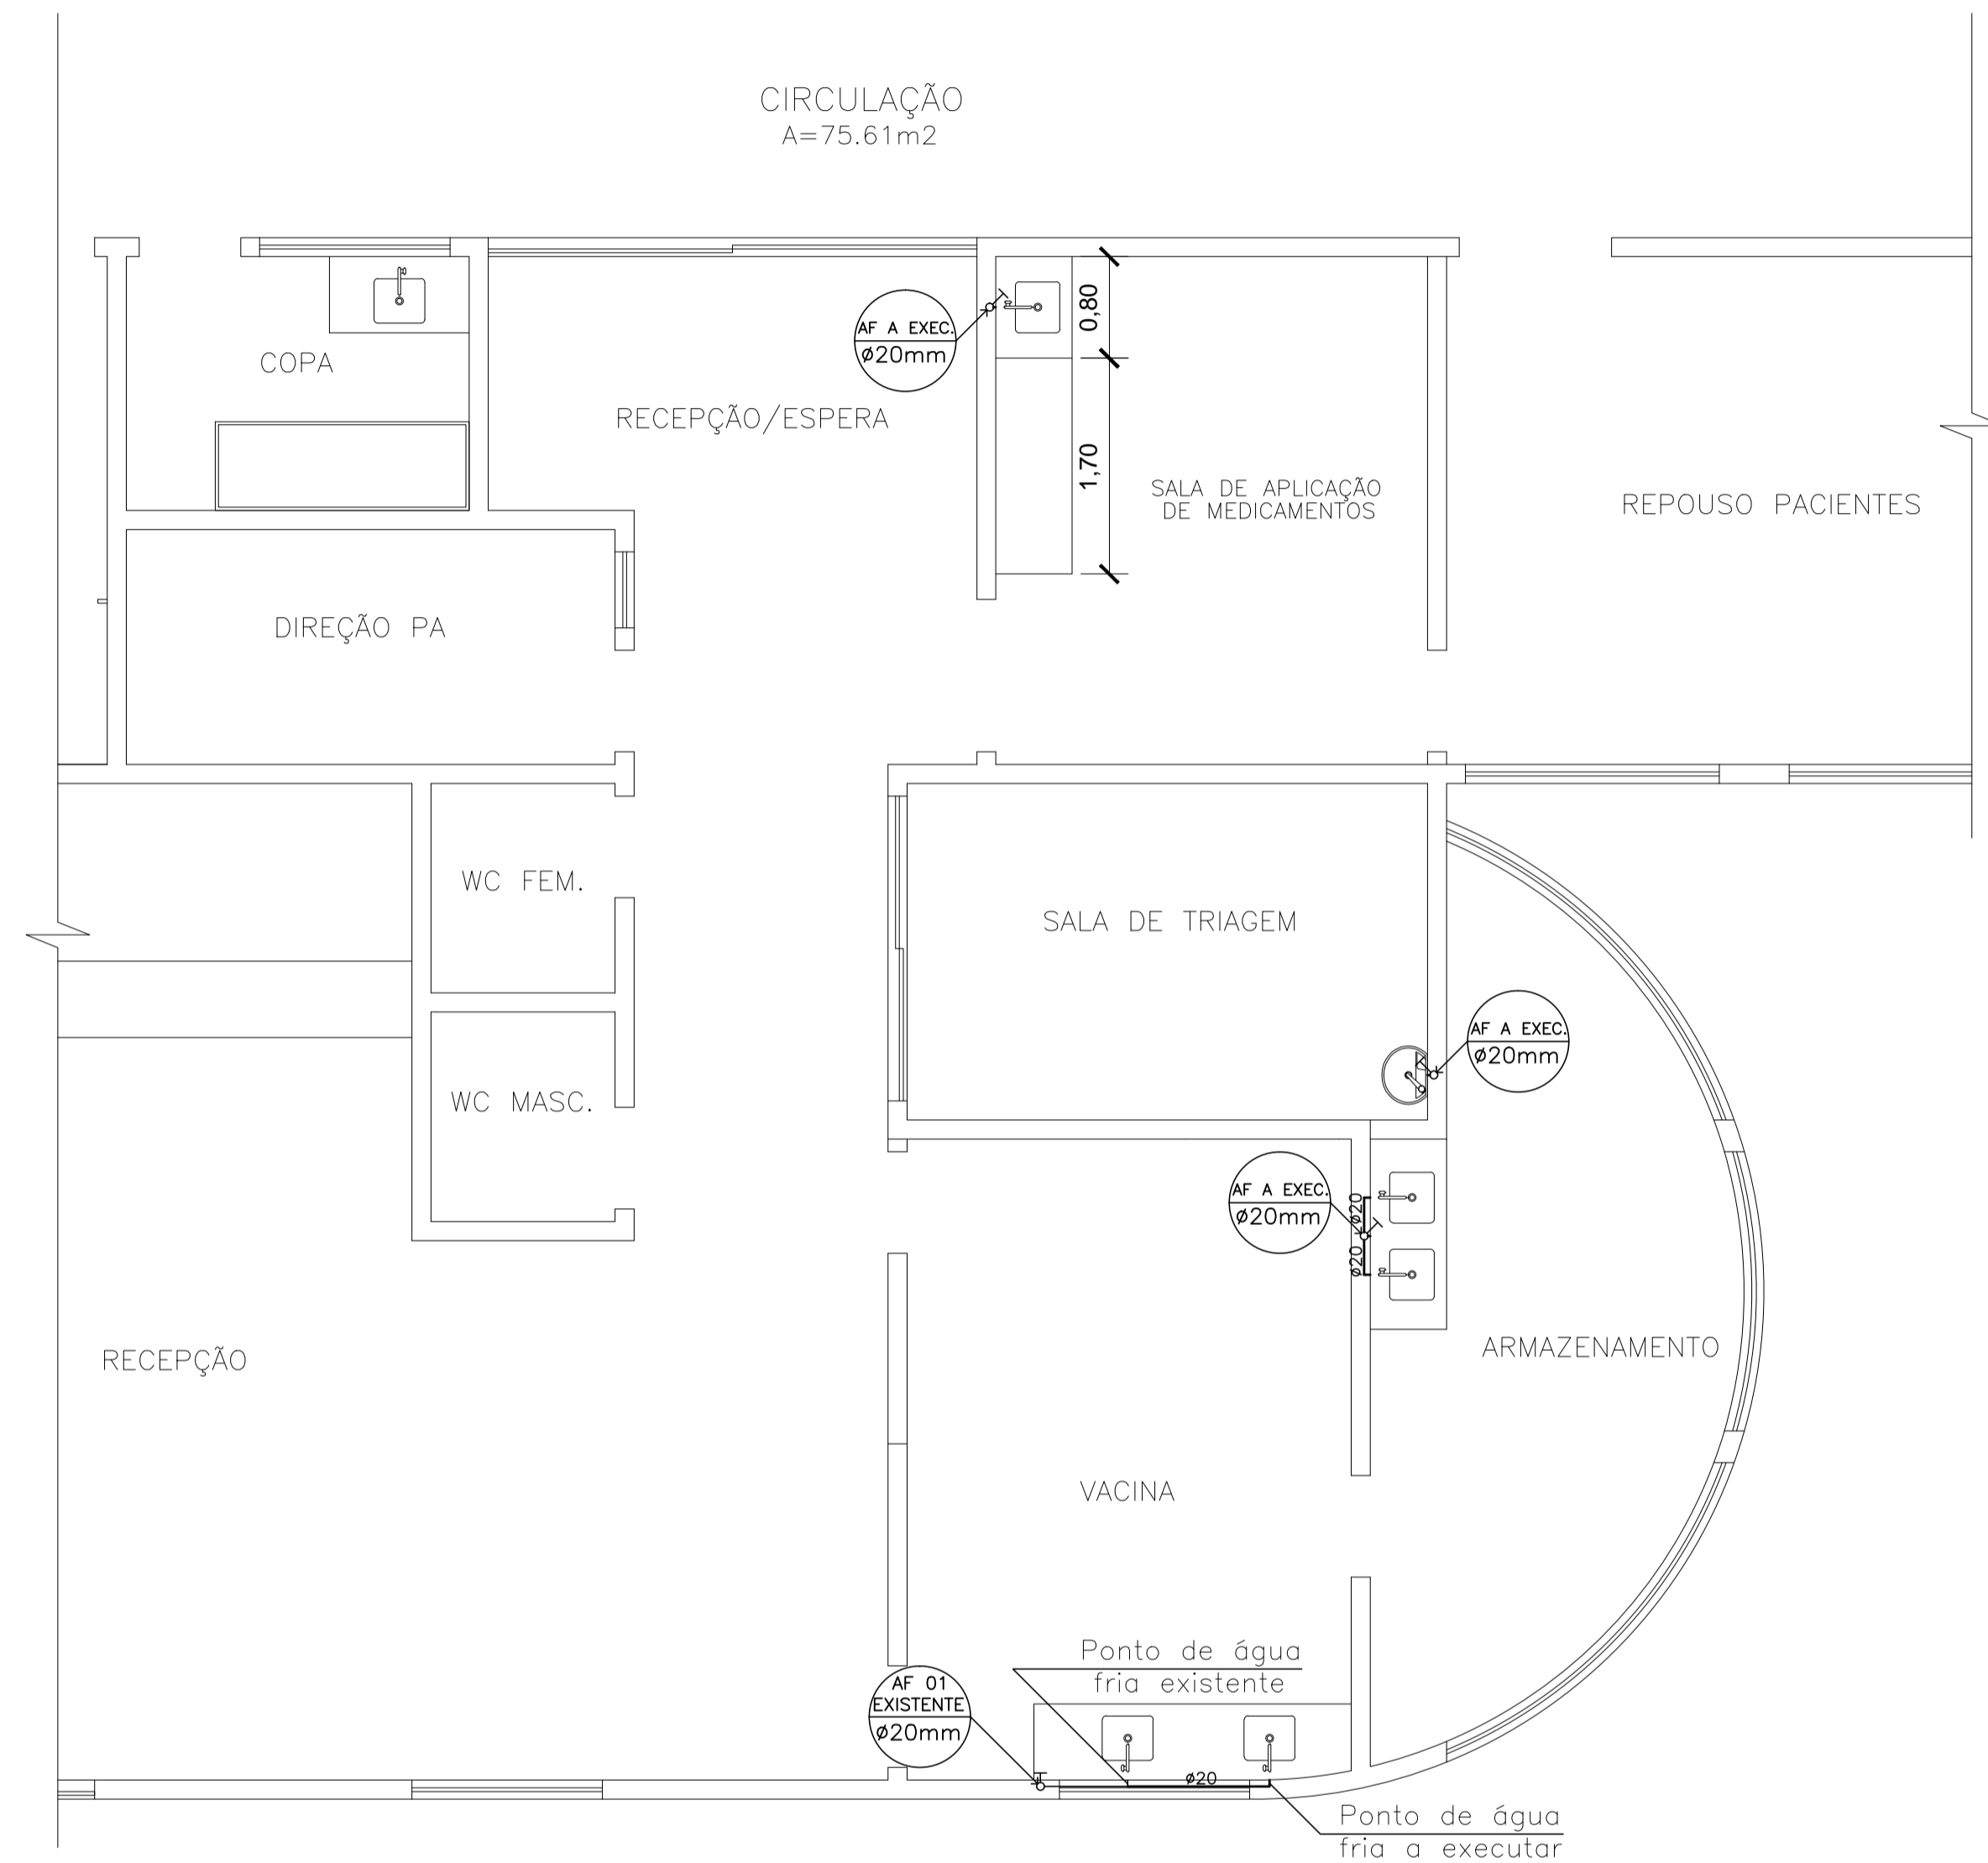 CIRCULAÇÃO
A=75.61m2
AF A EXEC.
ø20mm
0,80
COPA
RECEPÇÃO/ESPERA
1,70
SALA DE APLICAÇÃO
DE MEDICAMENTOS
REPOUSO PACIENTES
DIREÇÃO PA
WC FEM.
SALA DE TRIAGEM
AF A EXEC.
ø20mm
WC MASC.
AF A EXEC.
ø20mm
ø20
ø20
RECEPÇÃO
ARMAZENAMENTO
VACINA
Ponto de água
fria existente
AF 01
EXISTENTE
ø20mm
ø20
Ponto de água
fria a executar